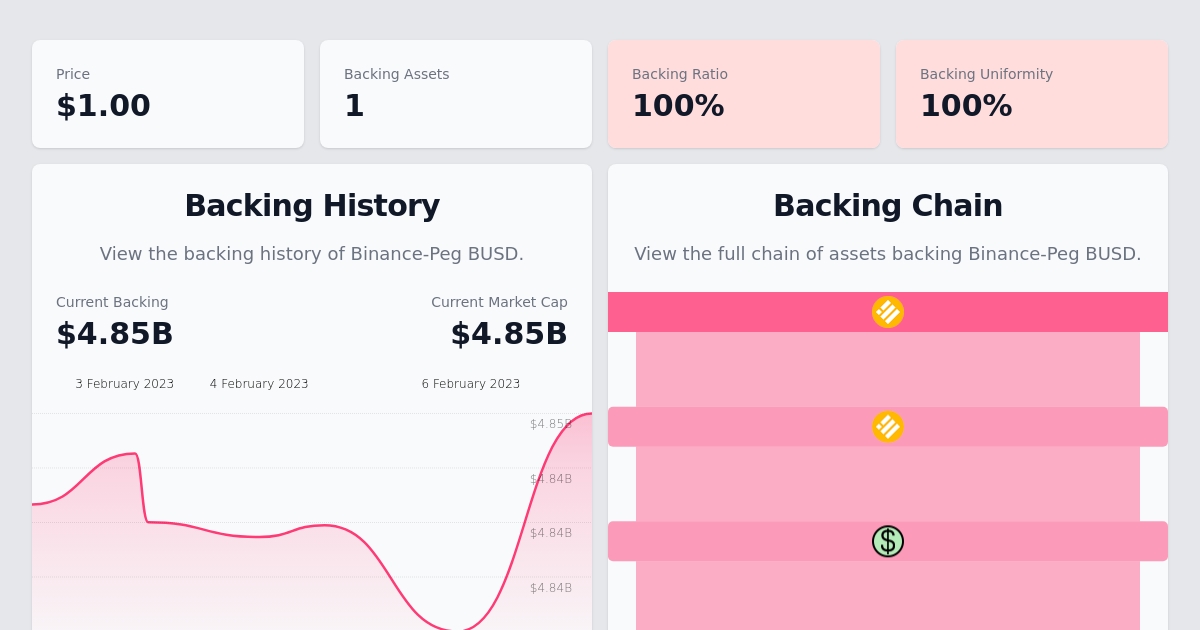 Price
$1.00
Backing Assets
1
Backing Ratio
100%
Backing Uniformity
100%
Backing History
View the backing history of Binance-Peg BUSD.
Current Backing
$4.85B
Current Market Cap
$4.85B
3 February 2023
4 February 2023
6 February 2023
$4.85B
$4.84B
$4.84B
$4.84B
Backing Chain
View the full chain of assets backing Binance-Peg BUSD.
$